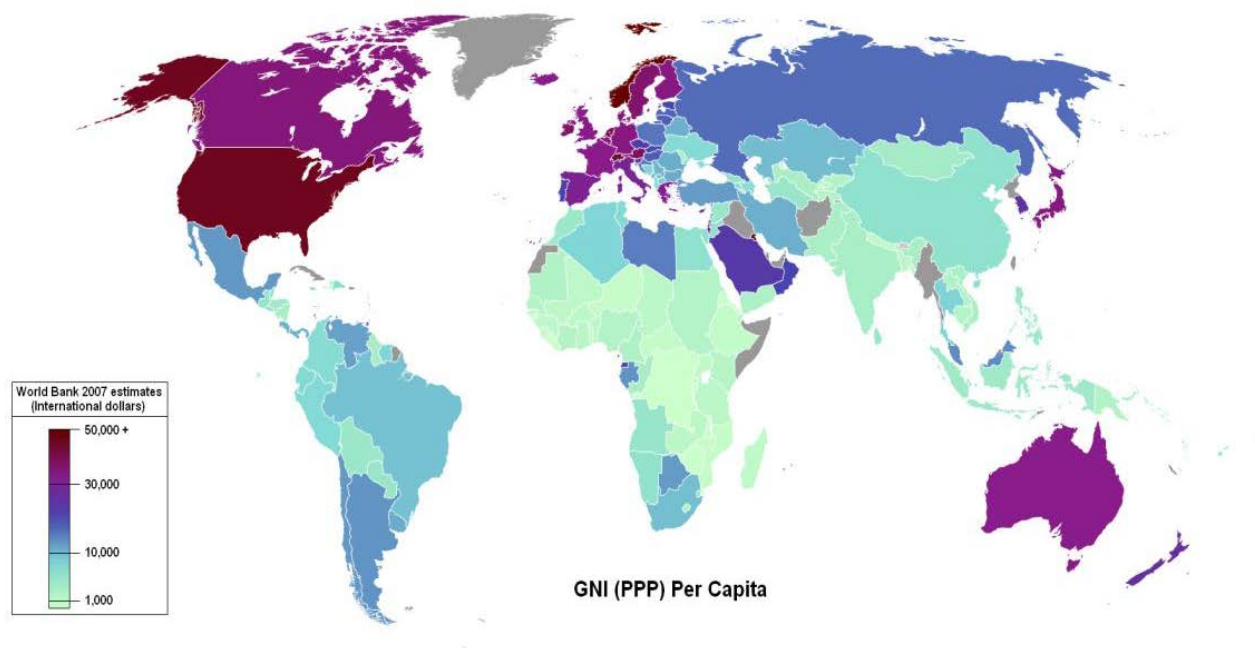 World Bank 2007 estimates
(International dollars)
50,000 +
30,000
10,000
1,000
GNI (PPP) Per Capita